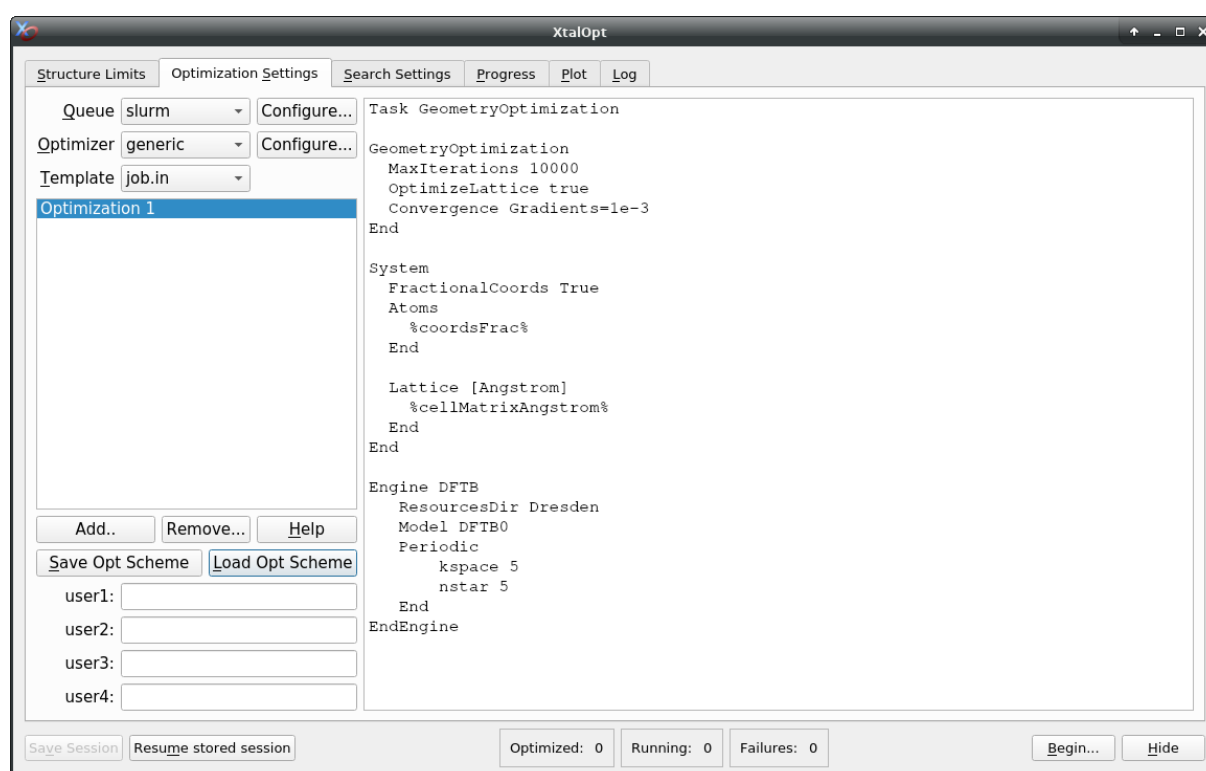 XtalOpt
Structure Limits Optimization Settings Search Settings Progress Plot Log
Queue slurm Configure...
Optimizer generic Configure...
Template job.in
Optimization 1
Add.. Remove... Help
Save Opt Scheme Load Opt Scheme
user1:
user2:
user3:
user4:
Task GeometryOptimization
GeometryOptimization
MaxIterations 10000
OptimizeLattice true
Convergence Gradients=1e-3
End
System
FractionalCoords True
Atoms
%coordsFrac%
End
Lattice [Angstrom]
%cellMatrixAngstrom%
End
End
Engine DFTB
ResourcesDir Dresden
Model DFTB0
Periodic
kspace 5
nstar 5
End
EndEngine
Save Session Resume stored session Optimized: 0 Running: 0 Failures: 0 Begin... Hide